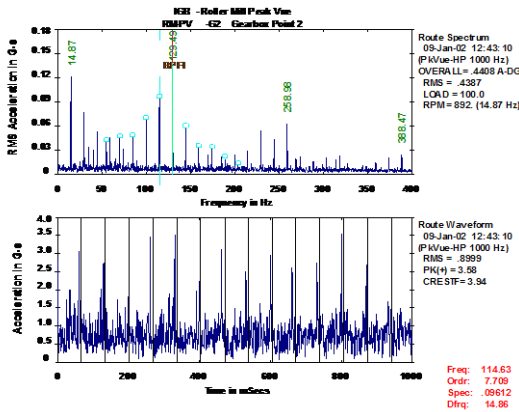 IGB -Roller Mill Peak Vue
RMPV -G2 Gearbox Point 2
RMS Acceleration in G-s
0.18
0.15
0.12
0.09
0.06
0.03
0
14.87
129.49
BPFI
258.98
388.47
0 50 100 150 200 250 300 350 400
Frequency in Hz
Route Spectrum
09-Jan-02 12:43:10
(PkVue-HP 1000 Hz)
OVERALL= .4408 A-DG
RMS = .4387
LOAD = 100.0
RPM= 892. (14.87 Hz)
Acceleration in G-s
4.0
3.5
3.0
2.5
2.0
1.5
1.0
0.5
0
0 200 400 600 800 1000
Time in mSecs
Route Waveform
09-Jan-02 12:43:10
(PkVue-HP 1000 Hz)
RMS = .8999
PK(+) = 3.58
CRESTF= 3.94
Freq: 114.63
Ordr: 7.709
Spec: .09612
Dfrq: 14.86